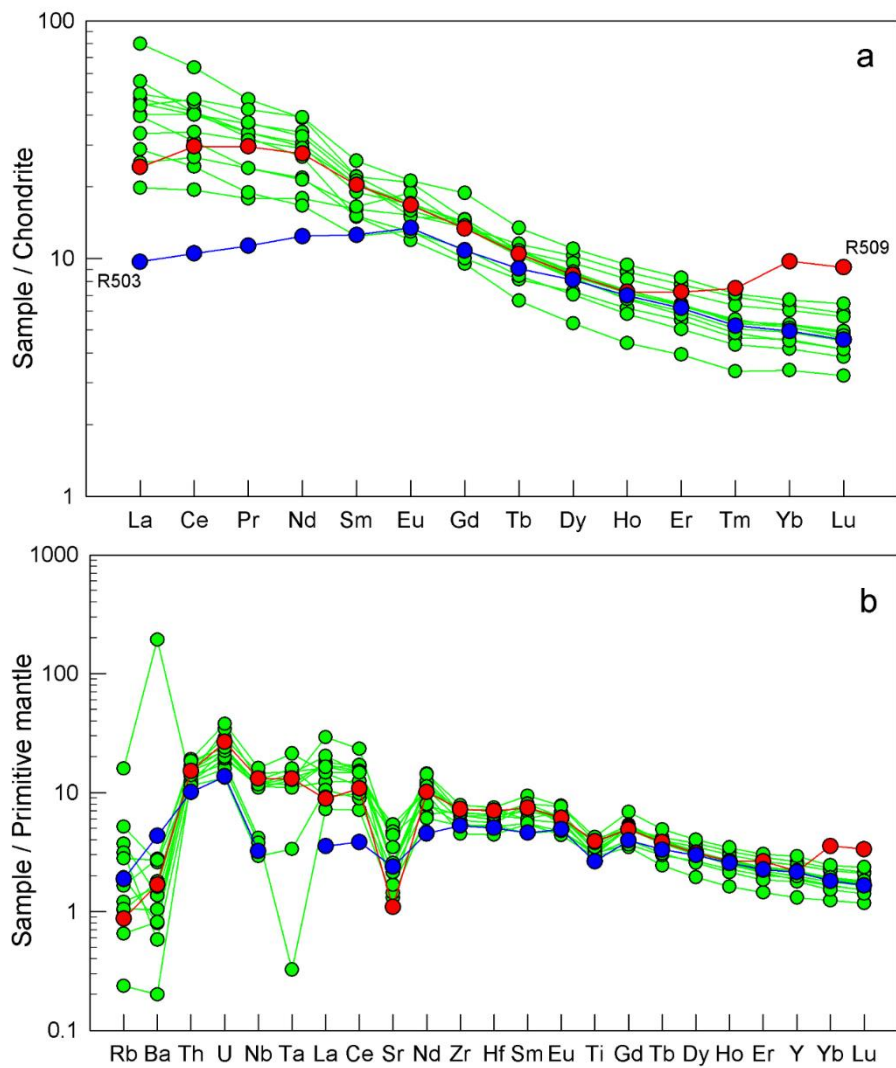 100
a
Sample / Chondrite
10
R503
R509
1
La Ce Pr Nd Sm Eu Gd Tb Dy Ho Er Tm Yb Lu
1000
b
Sample / Primitive mantle
100
10
1
0.1
Rb Ba Th U Nb Ta La Ce Sr Nd Zr Hf Sm Eu Ti Gd Tb Dy Ho Er Y Yb Lu